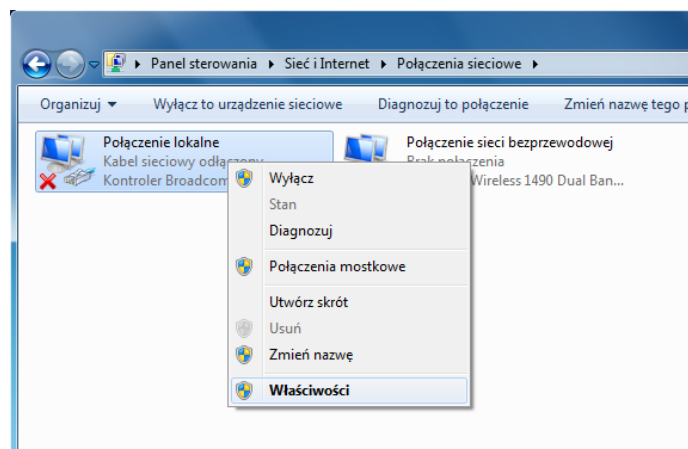 Panel sterowania ▸ Sieć i Internet ▸ Połączenia sieciowe ▸
Organizuj Wyłącz to urządzenie sieciowe Diagnozuj to połączenie Zmień nazwę tego
Połączenie lokalne
Kabel sieciowy odłączony
Kontroler Broadcom
Połączenie sieci bezprzewodowej
Brak połączenia
Wireless 1490 Dual Ban...
Wyłącz
Stan
Diagnozuj
Połączenia mostkowe
Utwórz skrót
Usuń
Zmień nazwę
Właściwości